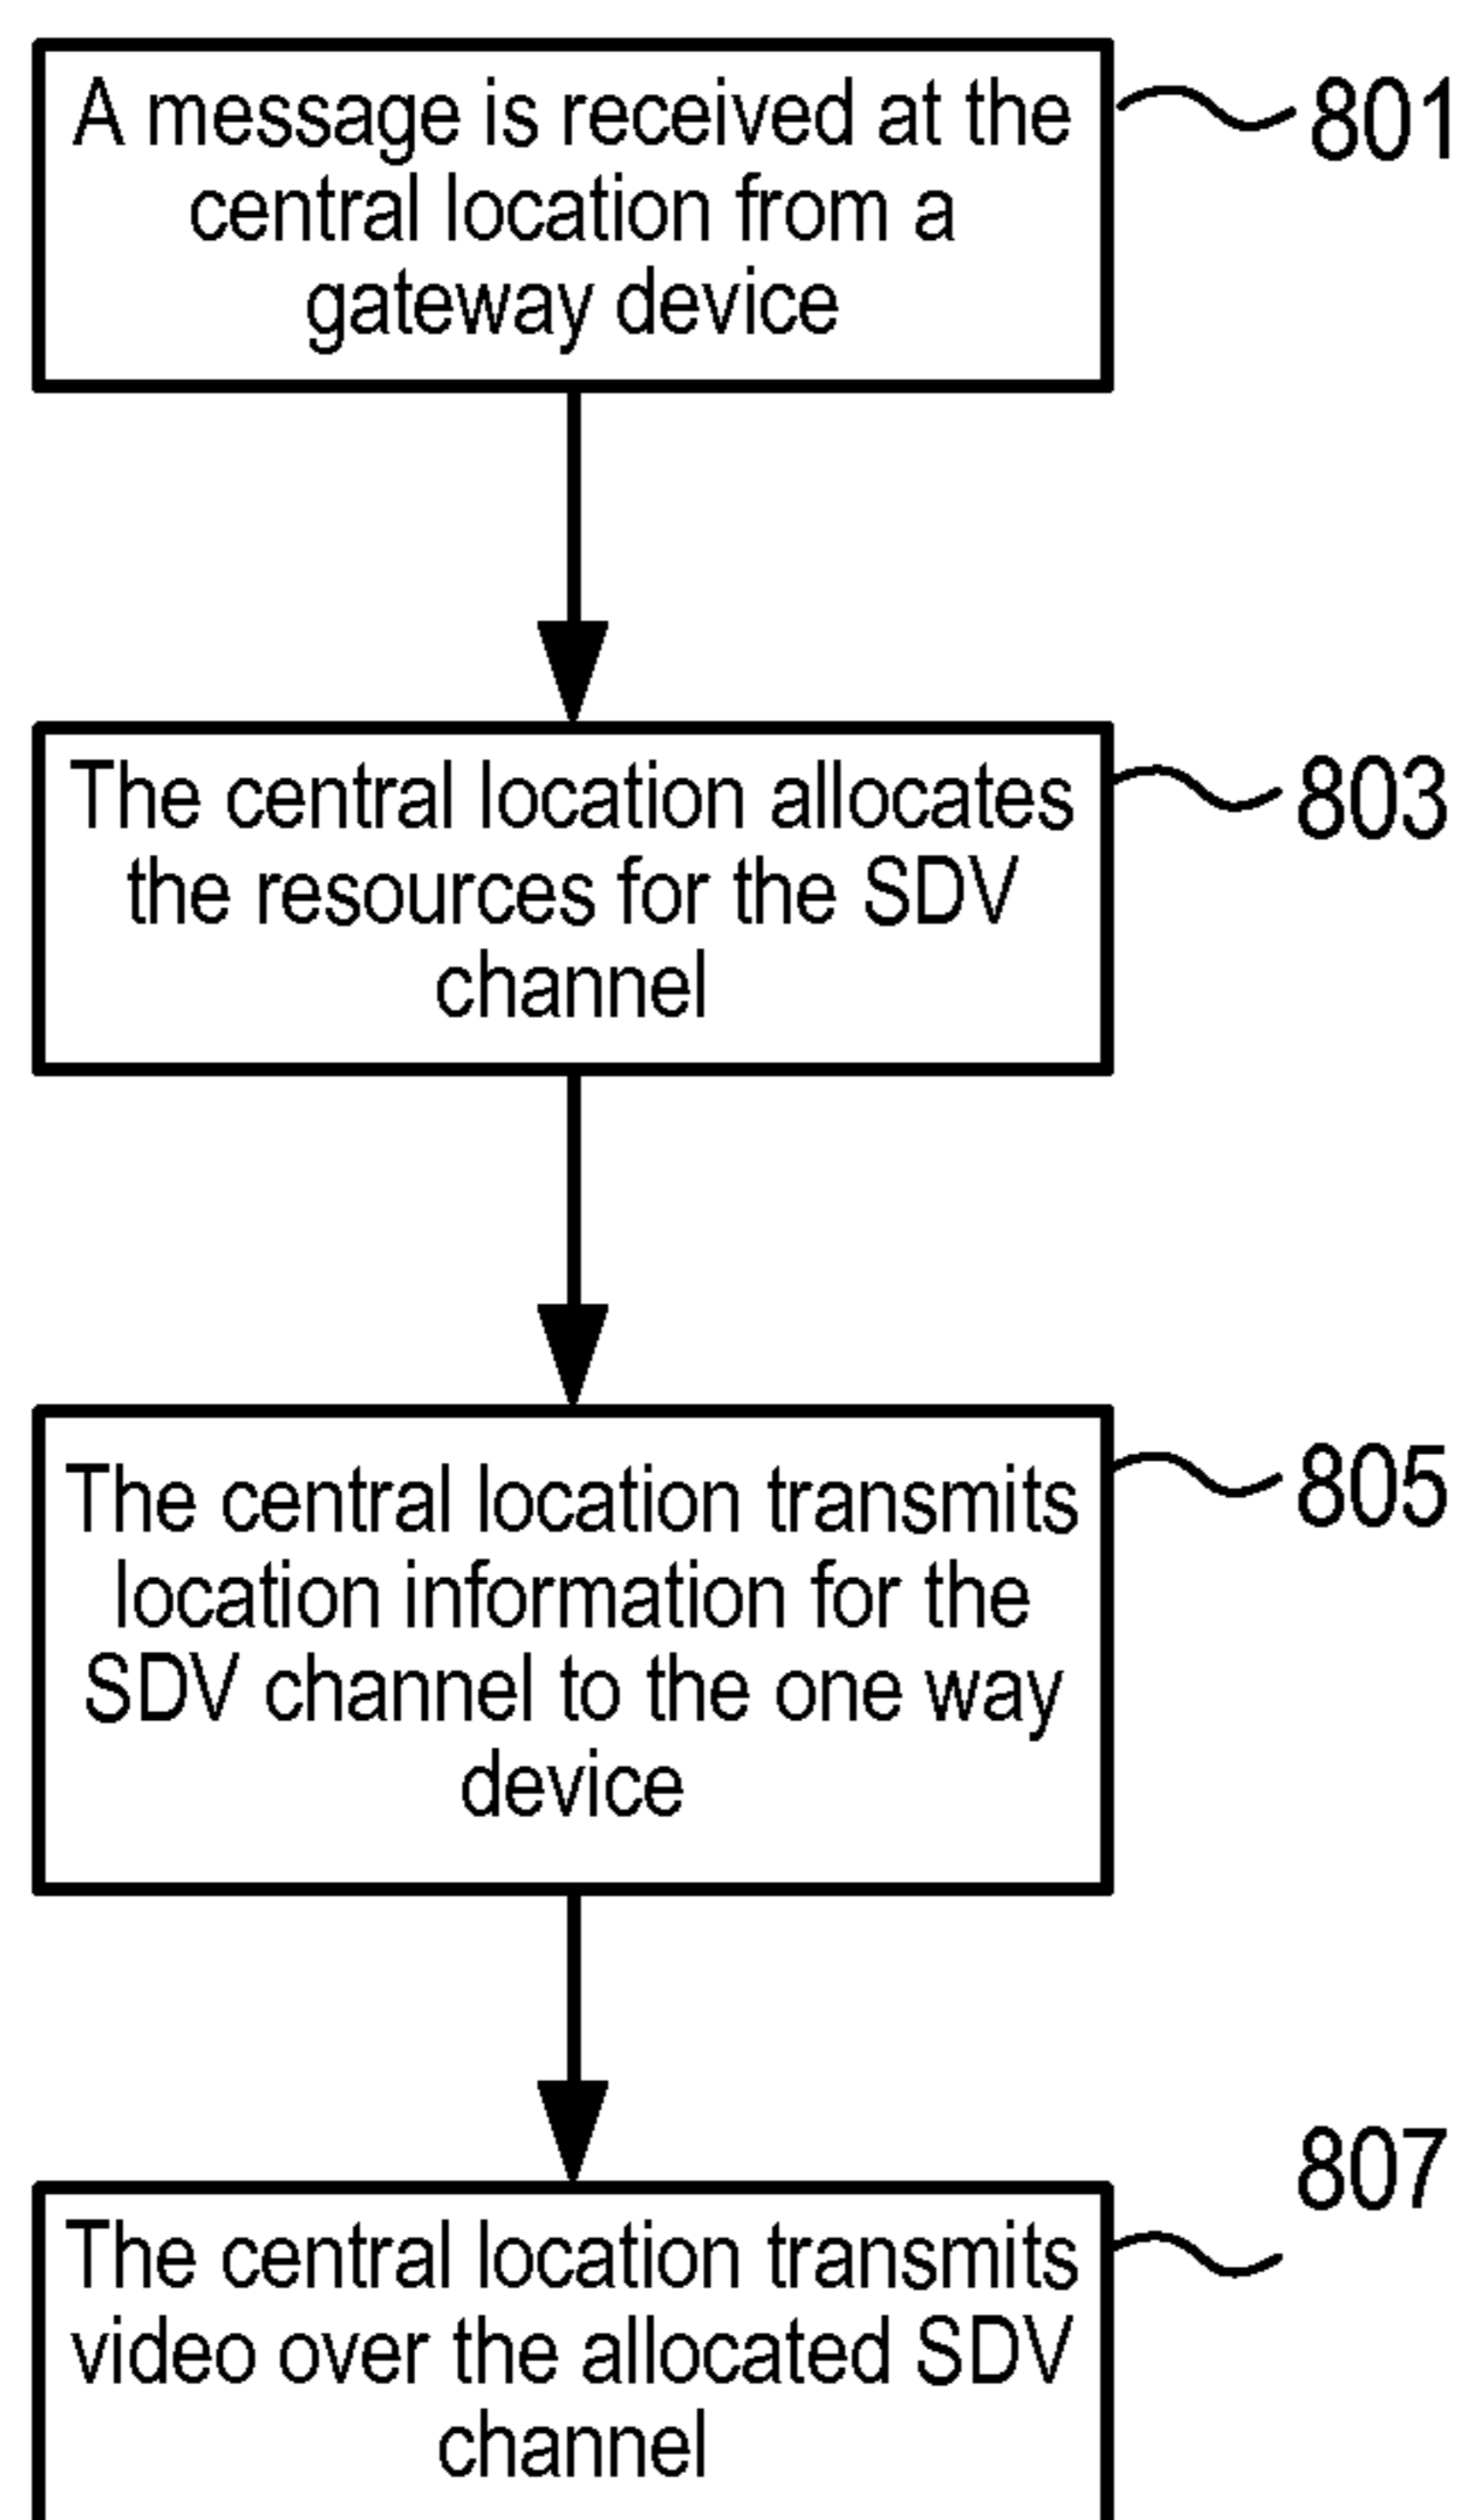 A message is received at the
central location from a
gateway device
801
The central location allocates
the resources for the SDV
channel
803
The central location transmits
location information for the
SDV channel to the one way
device
805
The central location transmits
video over the allocated SDV
channel
807